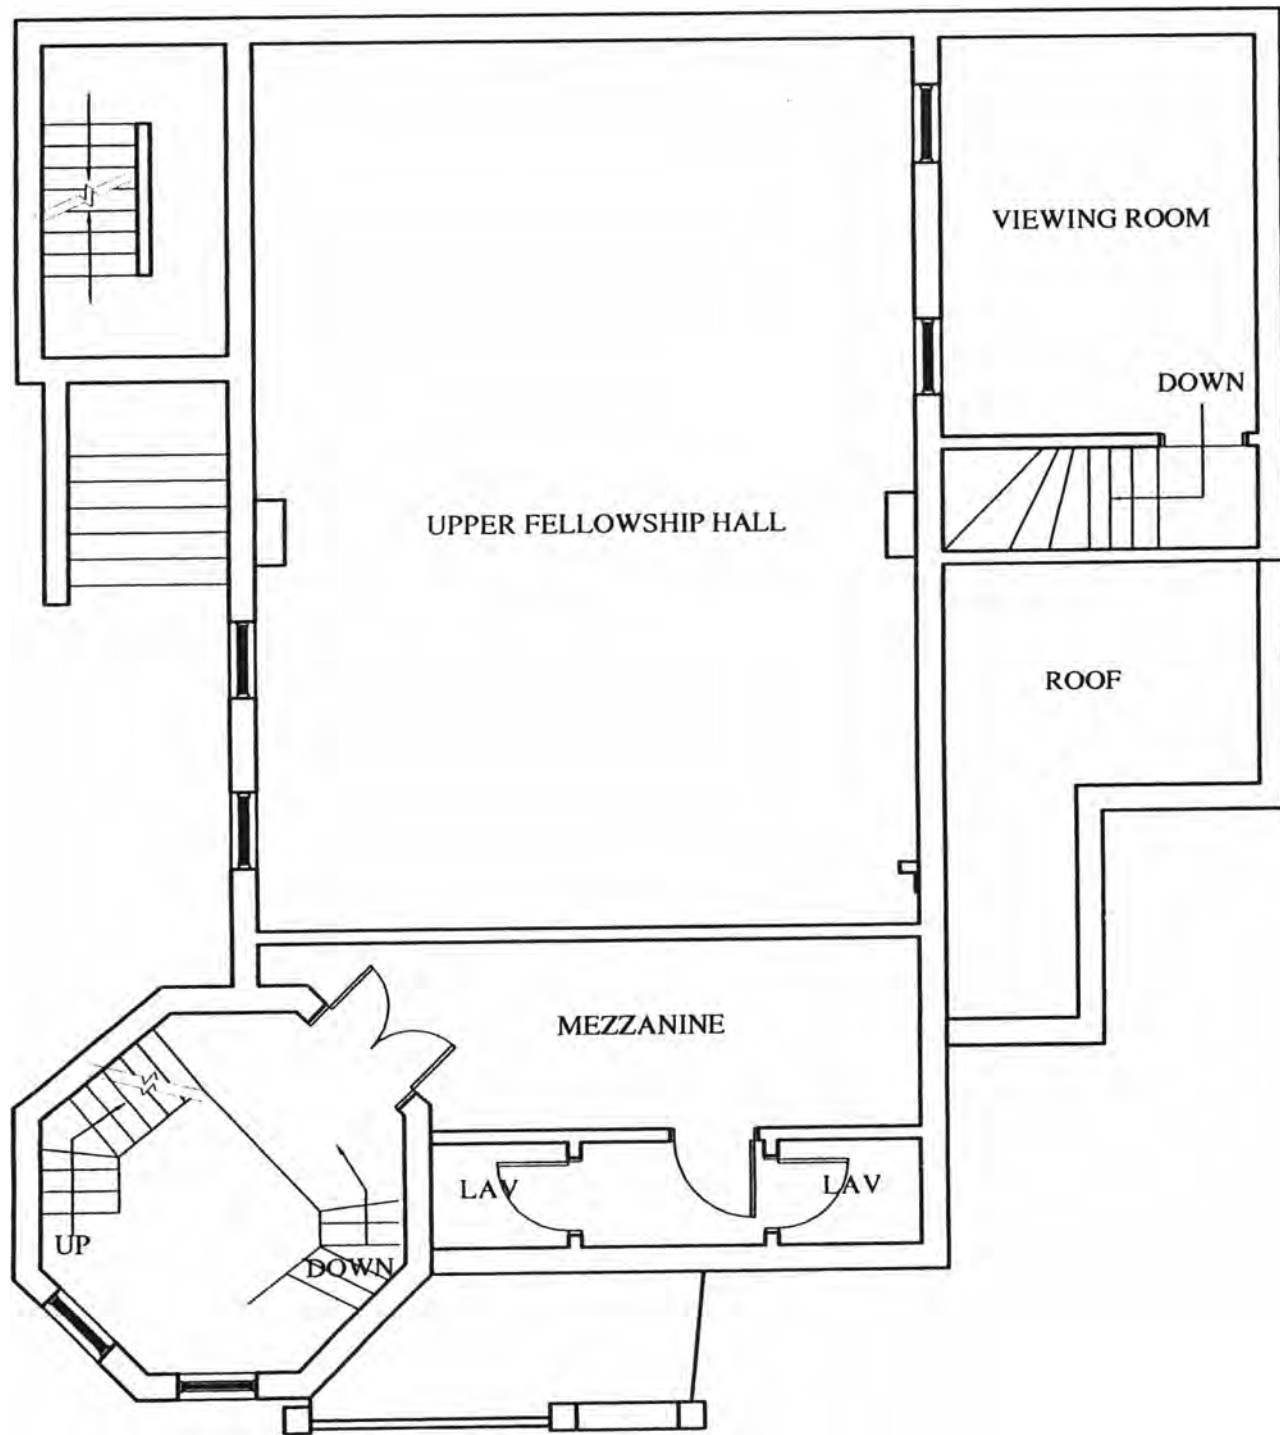 VIEWING ROOM
DOWN
UPPER FELLOWSHIP HALL
ROOF
MEZZANINE
LAV
LAV
UP
DOWN